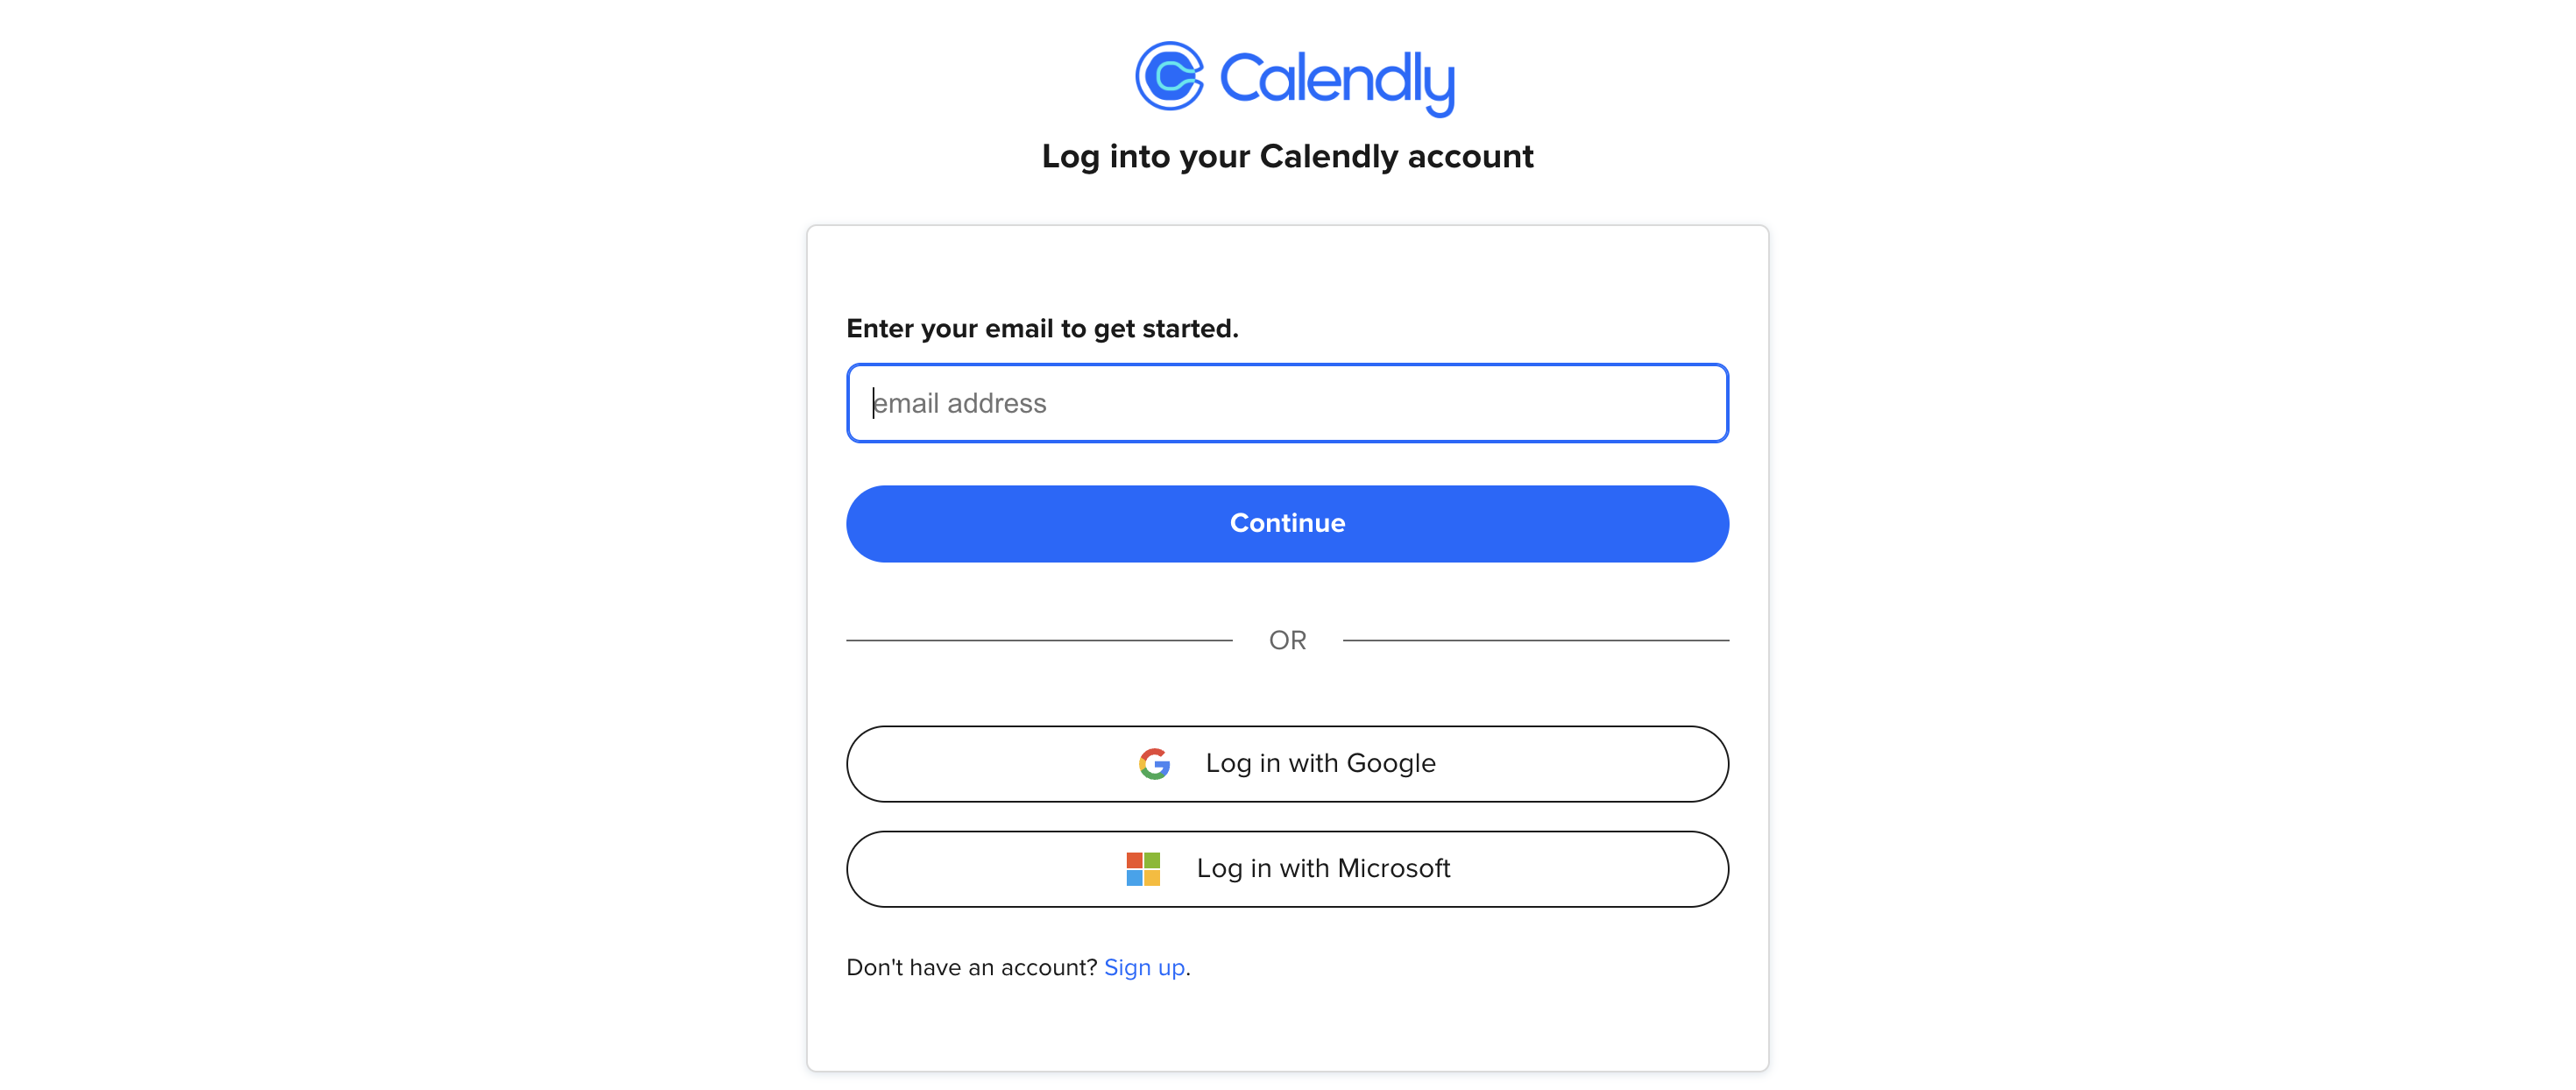 Calendly
Log into your Calendly account
Enter your email to get started.
email address
Continue
OR
Log in with Google
Log in with Microsoft
Don't have an account? Sign up.